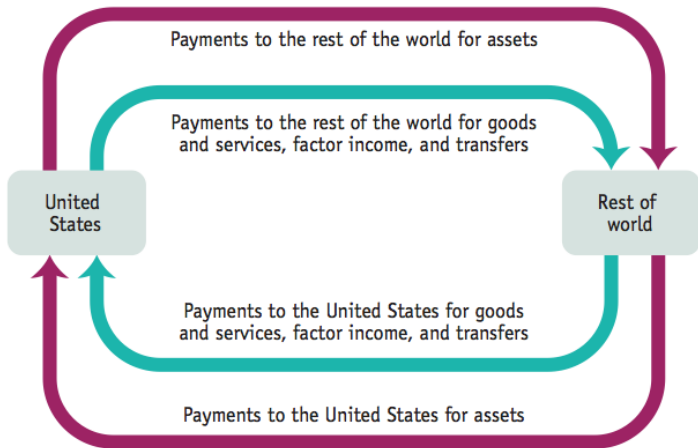 Payments to the rest of the world for assets
Payments to the rest of the world for goods
and services, factor income, and transfers
United
States
Rest of
world
Payments to the United States for goods
and services, factor income, and transfers
Payments to the United States for assets